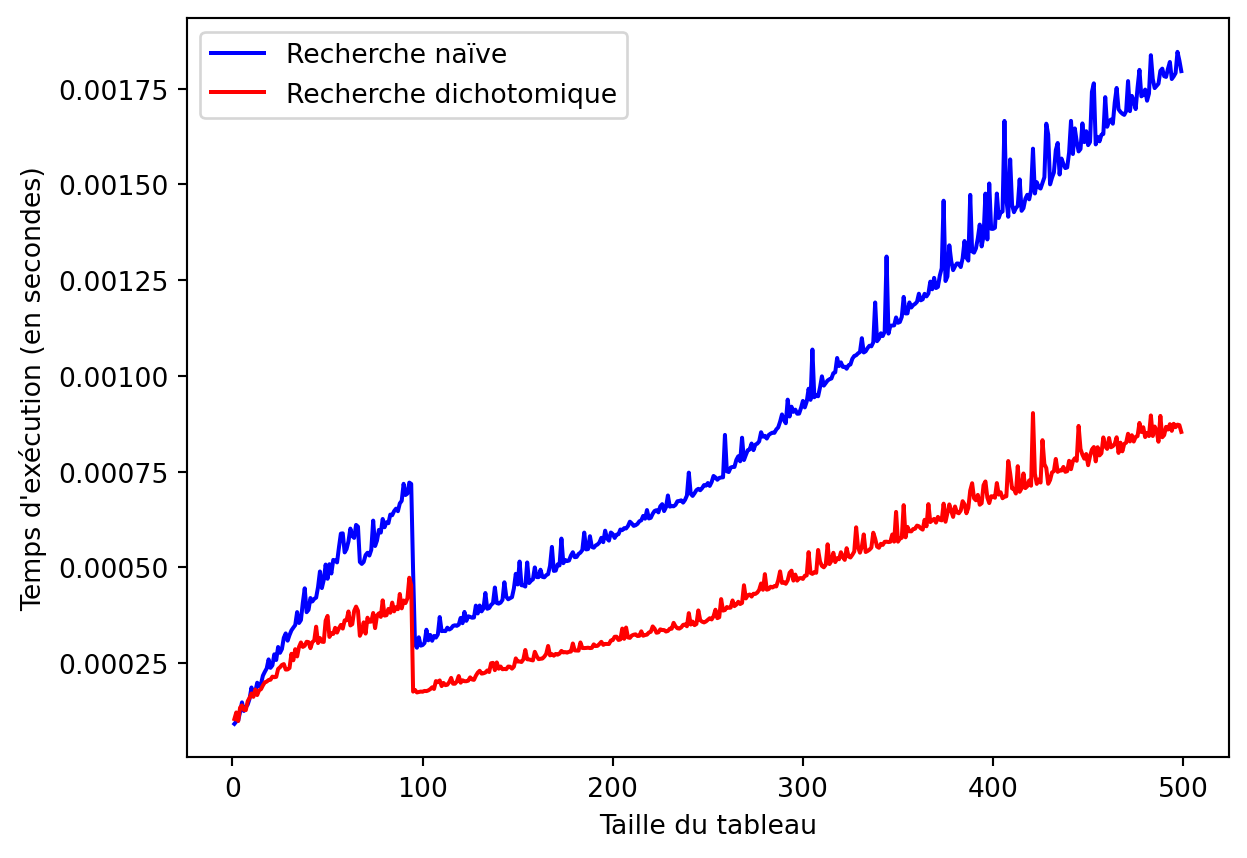 Recherche naïve
Recherche dichotomique
0.00175
0.00150
0.00125
0.00100
0.00075
0.00050
0.00025
Temps d'exécution (en secondes)
0 100 200 300 400 500
Taille du tableau